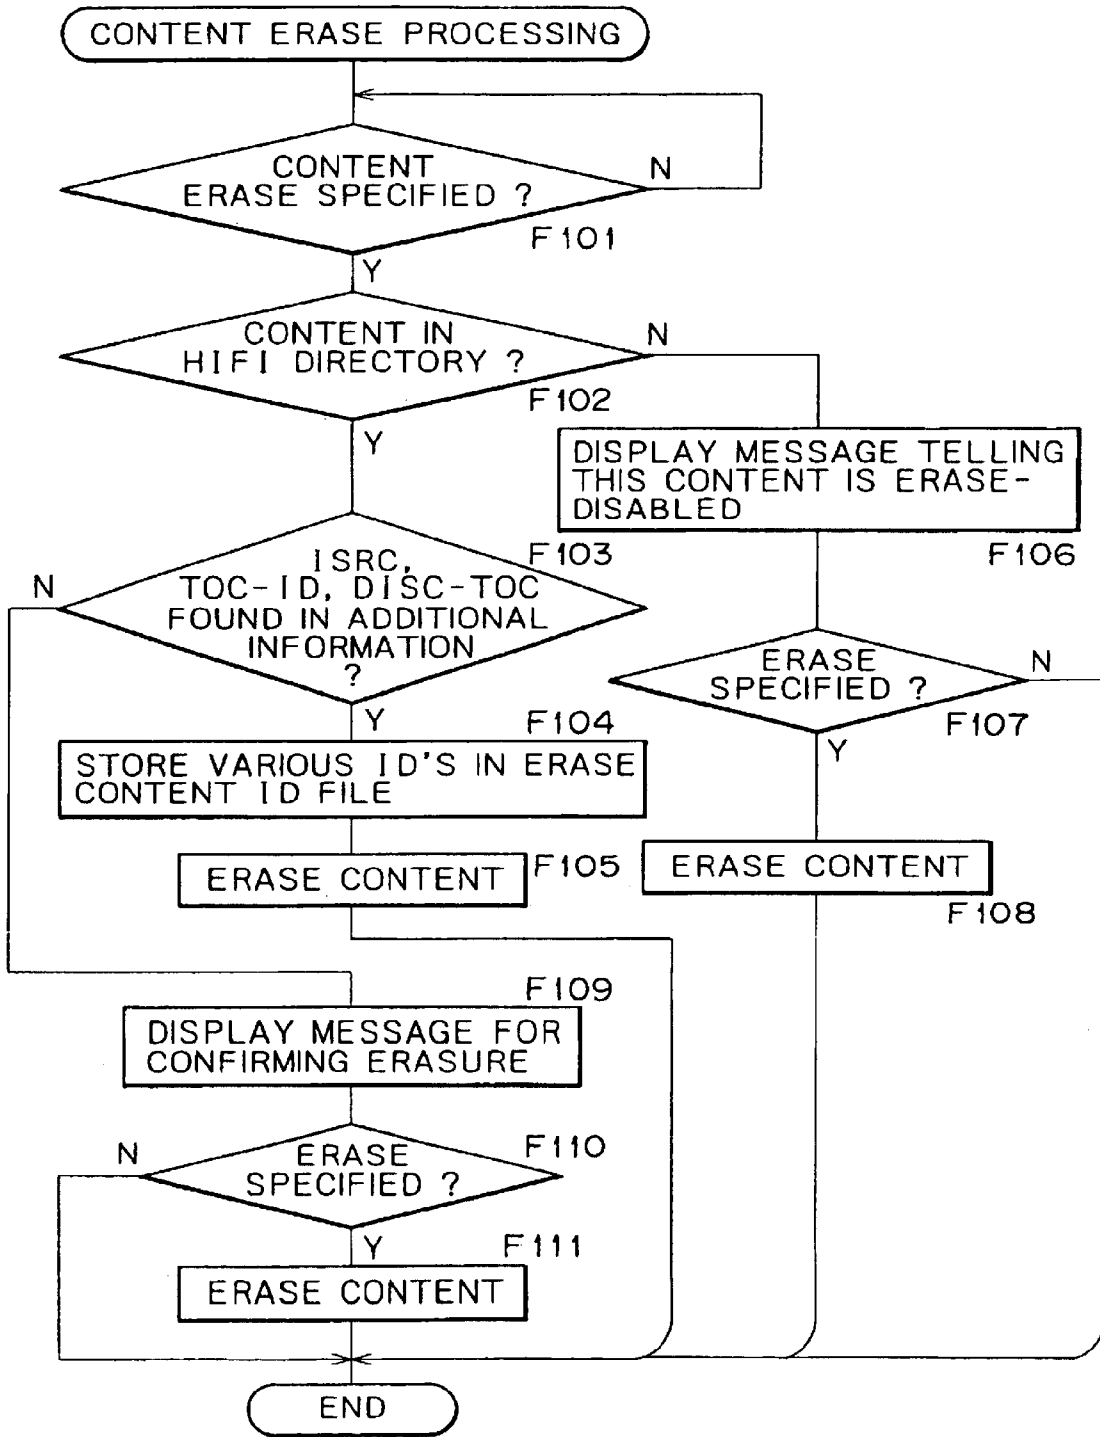 CONTENT ERASE PROCESSING
CONTENT
ERASE SPECIFIED ?
N
F101
Y
CONTENT IN
HIFI DIRECTORY ?
N
F102
Y
DISPLAY MESSAGE TELLING
THIS CONTENT IS ERASE-
DISABLED
F106
F103
ISRC,
TOC-ID, DISC-TOC
FOUND IN ADDITIONAL
INFORMATION
?
N
Y
ERASE
SPECIFIED ?
N
F107
Y
F104
STORE VARIOUS ID'S IN ERASE
CONTENT ID FILE
ERASE CONTENT
F105
ERASE CONTENT
F108
F109
DISPLAY MESSAGE FOR
CONFIRMING ERASURE
N
ERASE
SPECIFIED ?
F110
Y
F111
ERASE CONTENT
END